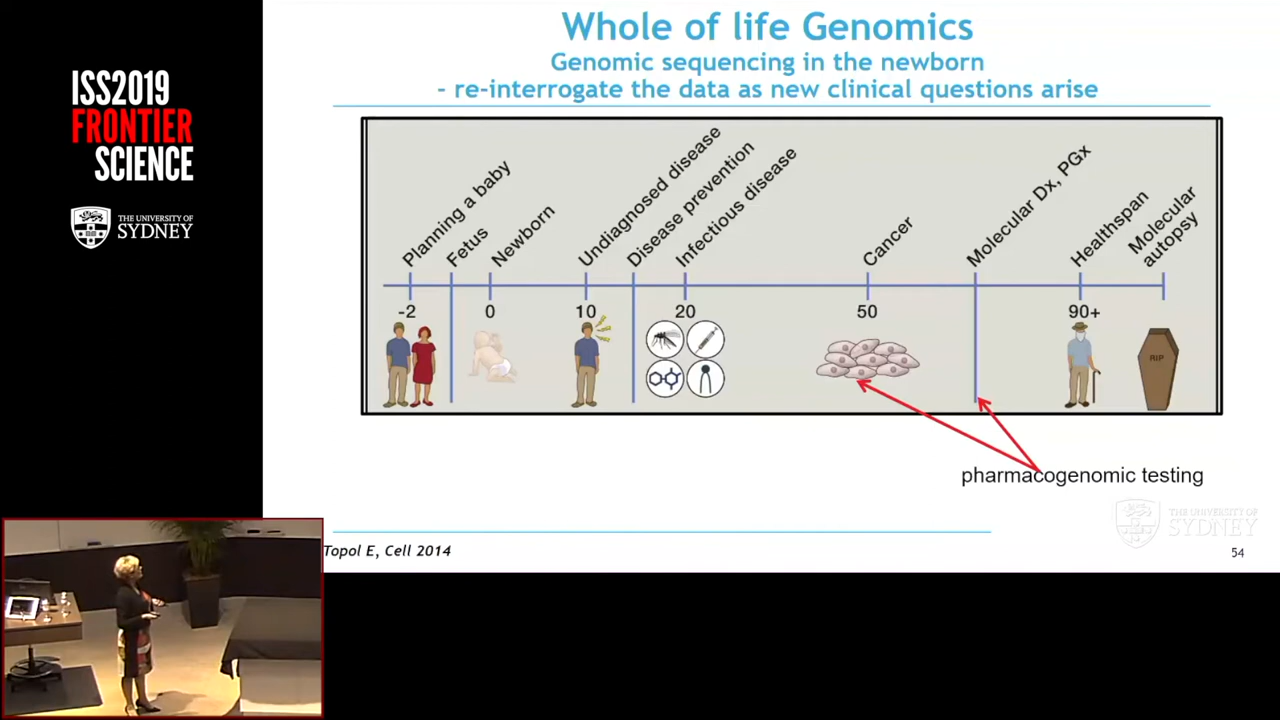 ISS2019
FRONTIER
SCIENCE
THE UNIVERSITY OF
SYDNEY
Whole of life Genomics
Genomic sequencing in the newborn
- re-interrogate the data as new clinical questions arise
Planning a baby
Fetus
Newborn
Undiagnosed disease
Disease prevention
Infectious disease
Cancer
Molecular Dx, PGx
Healthspan
Molecular
autopsy
-2
0
10
20
50
90+
RIP
pharmacogenomic testing
THE UNIVERSITY OF
SYDNEY
Topol E, Cell 2014
54